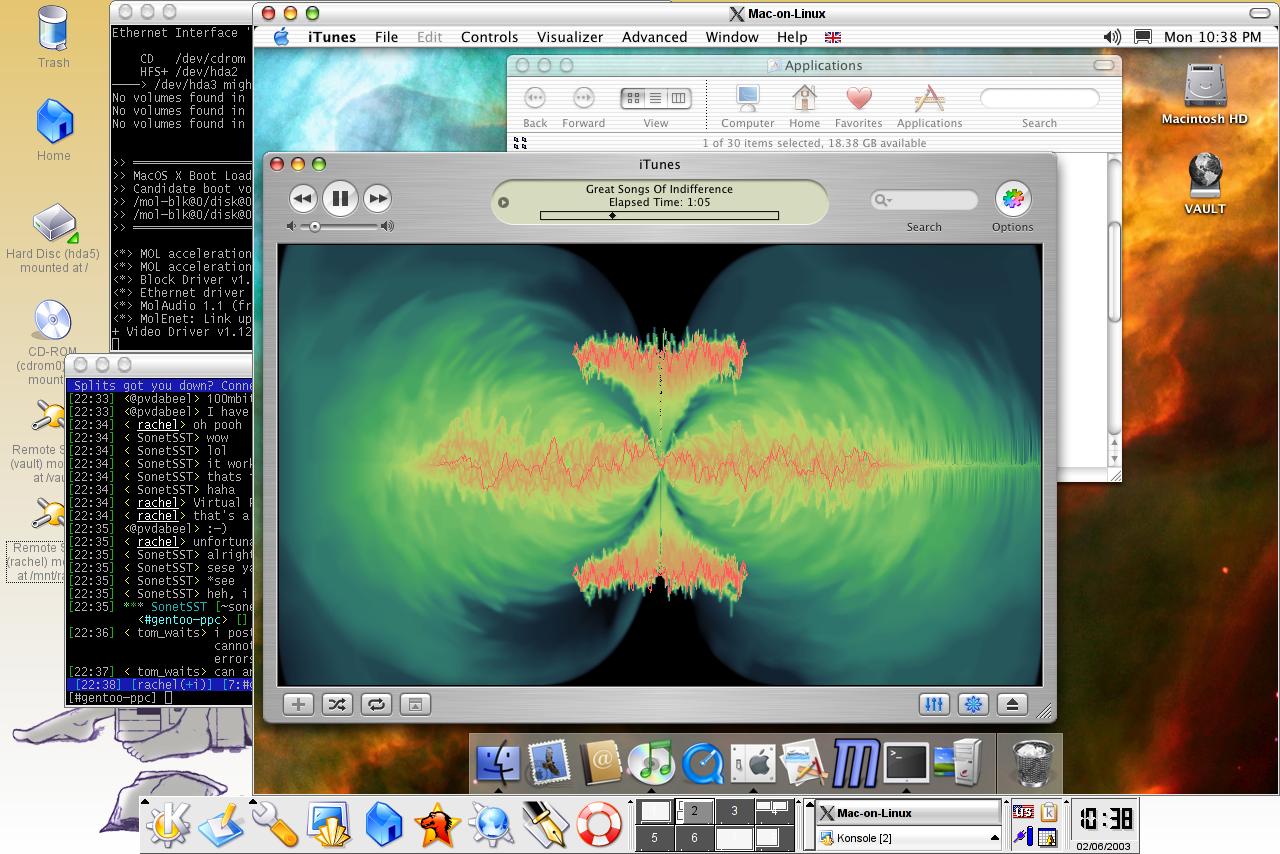 Trash
Home
Hard Disc (hda5)
mounted at /
CD-ROM
(cdrom0)
mount
Remote S
(vault) mo
at /vau
Remote S
(rachel) mo
at /mnt/ra
Ethernet Interface '
CD /dev/cdrom
HFS+ /dev/hda2
----> /dev/hda3 migh
No volumes found in
No volumes found in
No volumes found in
>> ================
>> MacOS X Boot Load
>> Candidate boot vo
>> /mol-blk@0/disk@0
>> /mol-blk@0/disk@0
>> ================
<*> MOL acceleration
<*> MOL acceleration
<*> Block Driver v1.
<*> Ethernet driver
<*> MolAudio 1.1 (fr
<*> MolEnet: Link up
+ Video Driver v1.12
Splits got you down? Conne
[22:33] <@pvdabeel> 100mbit
[22:33] <@pvdabeel> I have
[22:34] < rachel> oh pooh
[22:34] < SonetSST> wow
[22:34] < SonetSST> lol
[22:34] < SonetSST> it work
[22:34] < SonetSST> thats
[22:34] < SonetSST> haha
[22:34] < rachel> Virtual
[22:34] < rachel> that's a
[22:35] <@pvdabeel> :-)
[22:35] < rachel> unfortuna
[22:35] < SonetSST> alright
[22:35] < SonetSST> sese ya
[22:35] < SonetSST> *see
[22:35] < SonetSST> heh, i
[22:35] *** SonetSST [~sone
<#gentoo-ppc> []
[22:36] < tom_waits> i post
cannot
errors
[22:37] < tom_waits> can an
[22:38] [rachel(+i)] [7:#g
[#gentoo-ppc]
Mac-on-Linux
iTunes File Edit Controls Visualizer Advanced Window Help Mon 10:38 PM
Applications
Back Forward View Computer Home Favorites Applications Search
1 of 30 items selected, 18.38 GB available
Macintosh HD
VAULT
iTunes
Great Songs Of Indifference
Elapsed Time: 1:05
Search Options
2 3 4
5 6
Mac-on-Linux
Konsole [2]
10:38
02/06/2003